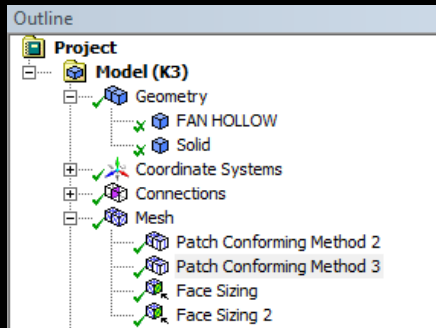 Outline
Project
Model (K3)
Geometry
FAN HOLLOW
Solid
Coordinate Systems
Connections
Mesh
Patch Conforming Method 2
Patch Conforming Method 3
Face Sizing
Face Sizing 2